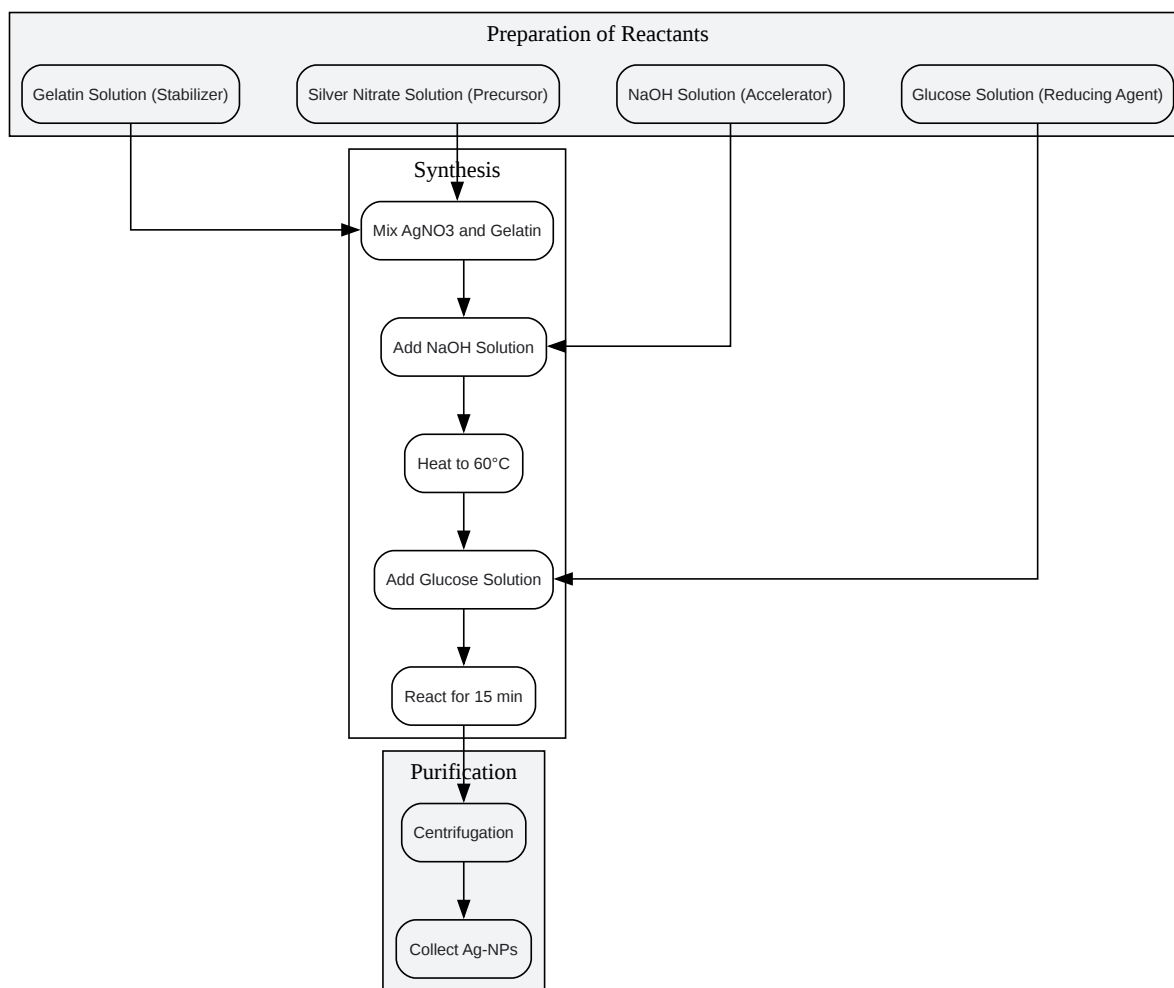 Preparation of Reactants
Gelatin Solution (Stabilizer)
Silver Nitrate Solution (Precursor)
NaOH Solution (Accelerator)
Glucose Solution (Reducing Agent)
Synthesis
Mix AgNO3 and Gelatin
Add NaOH Solution
Heat to 60°C
Add Glucose Solution
React for 15 min
Purification
Centrifugation
Collect Ag-NPs